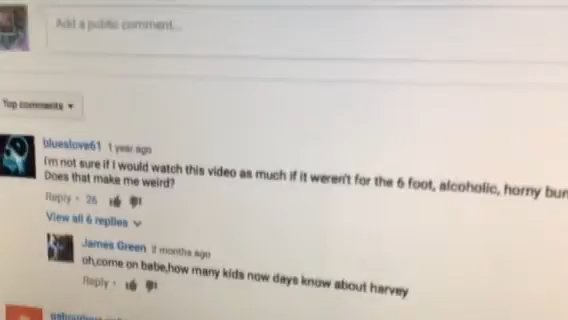 Add a public comment...
Top comments
blueslove61 1 year ago
I'm not sure if I would watch this video as much if it weren't for the 6 foot, alcoholic, horny bun
Does that make me weird?
Reply • 26
View all 6 replies
James Green 2 months ago
oh,come on babe,how many kids now days know about harvey
Reply •